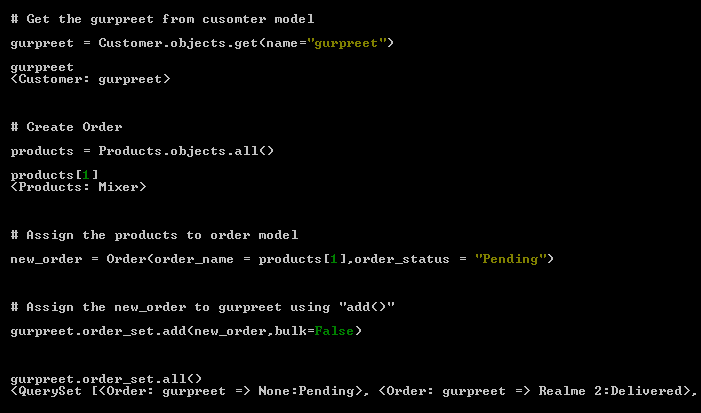 # Get the gurpreet from cusomter model
gurpreet = Customer.objects.get(name="gurpreet")
gurpreet
<Customer: gurpreet>
# Create Order
products = Products.objects.all()
products[1]
<Products: Mixer>
# Assign the products to order model
new_order = Order(order_name = products[1],order_status = "Pending")
# Assign the new_order to gurpreet using "add()"
gurpreet.order_set.add(new_order,bulk=False)
gurpreet.order_set.all()
<QuerySet [<Order: gurpreet => None:Pending>, <Order: gurpreet => Realme 2:Delivered>,